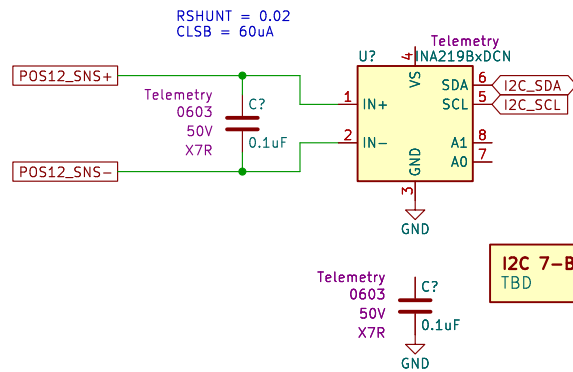 RSHUNT = 0.02
CLSB = 60uA
POS12_SNS+
POS12_SNS-
Telemetry
0603
50V
X7R
C?
0.1uF
Telemetry
U?
INA219BxDCN
4
VS
1
IN+
2
IN-
SDA
6
I2C_SDA
SCL
5
I2C_SCL
A1
8
A0
7
GND
3
GND
I2C 7-B
TBD
Telemetry
0603
50V
X7R
C?
0.1uF
GND